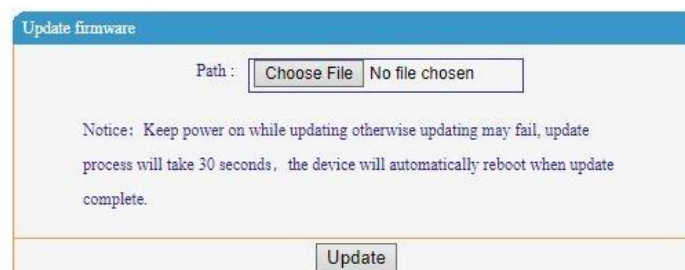 Update firmware
Path : Choose File No file chosen
Notice： Keep power on while updating otherwise updating may fail, update
process will take 30 seconds， the device will automatically reboot when update
complete.
Update